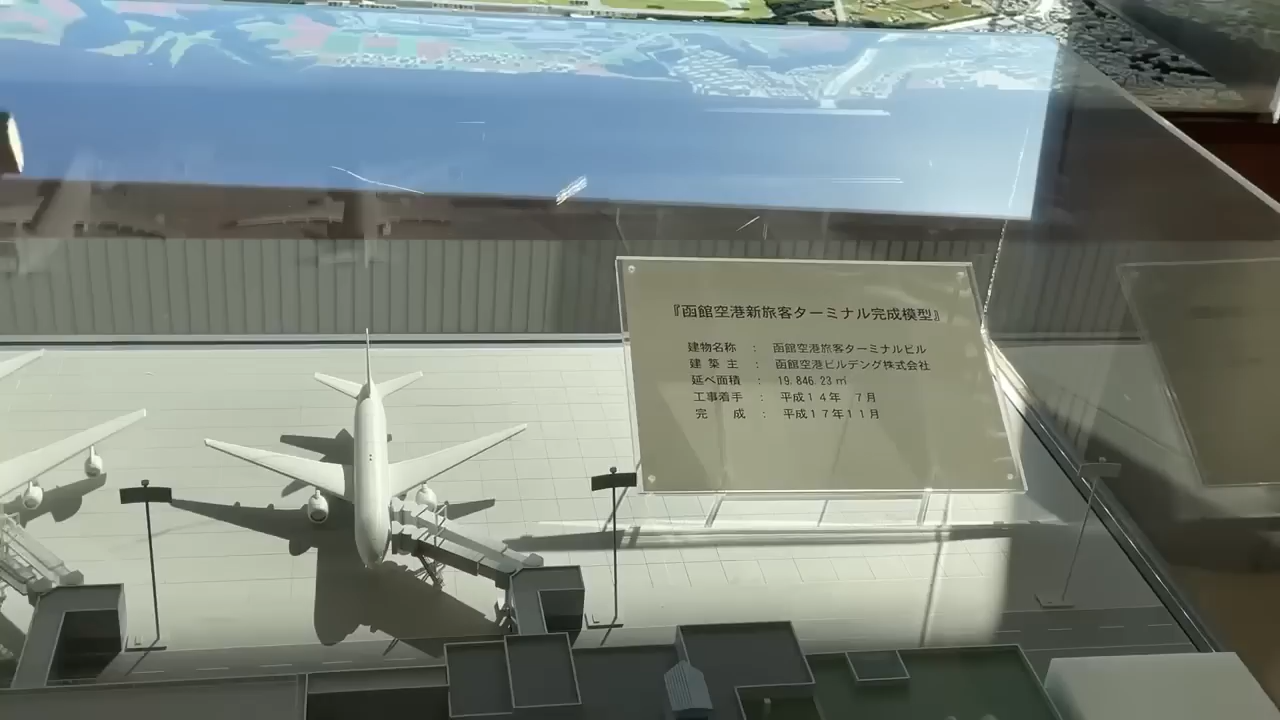 『函館空港新旅客ターミナル完成模型』
建物名称 ： 函館空港旅客ターミナルビル
建築主 ： 函館空港ビルデング株式会社
延べ面積 ： 19.846.23㎡
工事着手 ： 平成１４年 ７月
完成 ： 平成１７年１１月